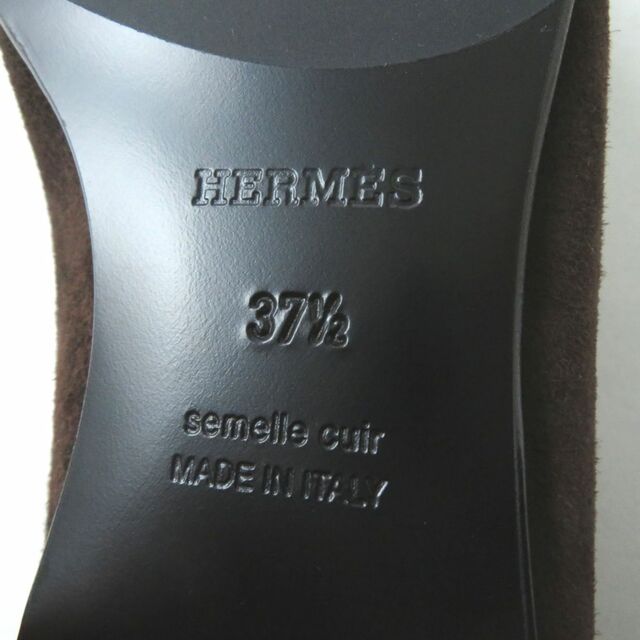 HERMÈS
37½
semelle cuir
MADE IN ITALY